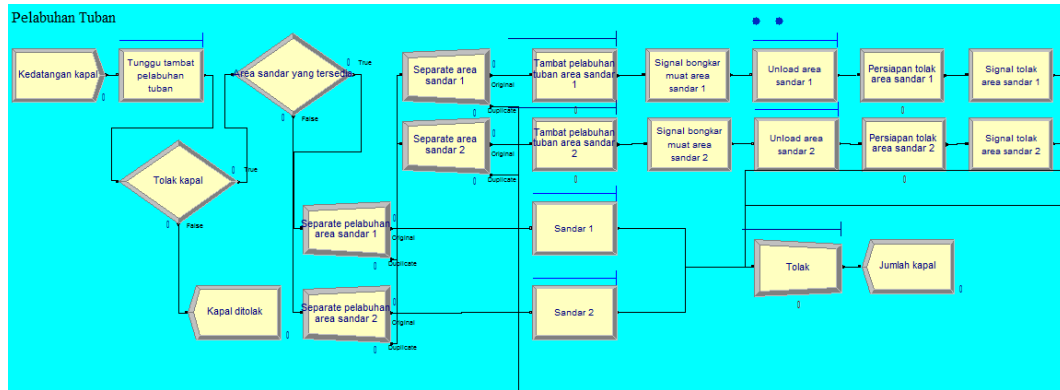 Pelabuhan Tuban
Kedatangan kapal
Tunggu tambat
pelabuhan
tuban
Area sandar yang tersedia
True
False
Separate area
sandar 1
Original
Duplicate
Tambat pelabuhan
tuban area sandar
1
Signal bongkar
muat area
sandar 1
Unload area
sandar 1
Persiapan tolak
area sandar 1
Signal tolak
area sandar 1
Separate area
sandar 2
Original
Duplicate
Tambat pelabuhan
tuban area sandar
2
Signal bongkar
muat area
sandar 2
Unload area
sandar 2
Persiapan tolak
area sandar 2
Signal tolak
area sandar 2
Tolak kapal
True
False
Separate pelabuhan
area sandar 1
Original
Duplicate
Sandar 1
Tolak
Jumlah kapal
Kapal ditolak
Separate pelabuhan
area sandar 2
Original
Duplicate
Sandar 2